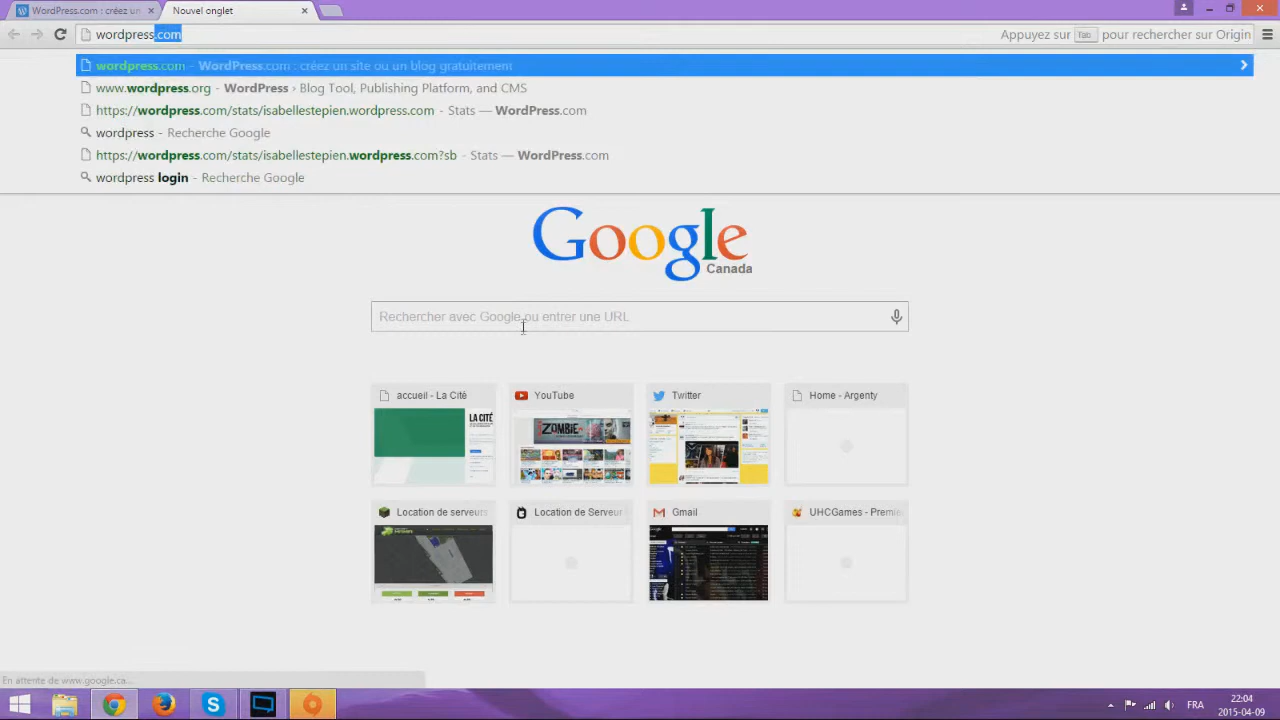 WordPress.com : créez un
Nouvel onglet
wordpress.com
Appuyez sur Tab pour rechercher sur Origin
wordpress.com – WordPress.com : créez un site ou un blog gratuitement
www.wordpress.org - WordPress › Blog Tool, Publishing Platform, and CMS
https://wordpress.com/stats/isabellestepien.wordpress.com - Stats — WordPress.com
wordpress - Recherche Google
https://wordpress.com/stats/isabellestepien.wordpress.com?sb - Stats — WordPress.com
wordpress login - Recherche Google
Google
Canada
Rechercher avec Google ou entrer une URL
accueil - La Cité
YouTube
Twitter
Home - Argenty
LA CITÉ
ZOMBIE
Location de serveurs
Location de Serveur
Gmail
UHCGames - Premie
En attente de www.google.ca...
FR
22:04
2015-04-09